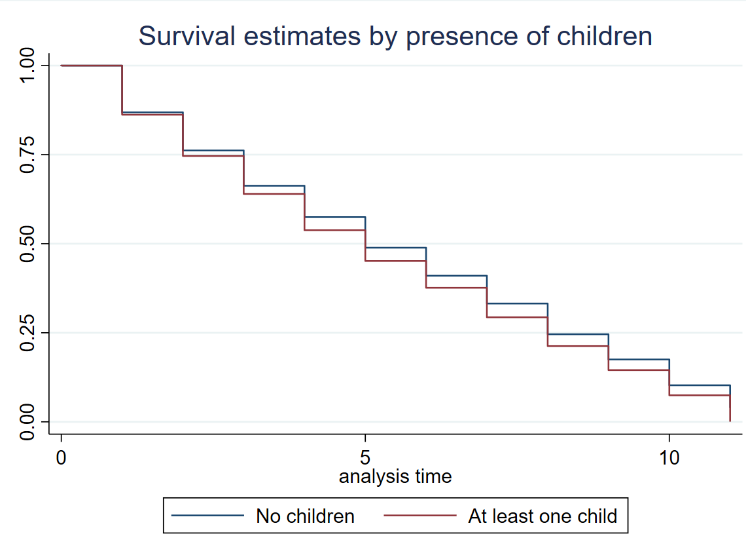 Survival estimates by presence of children
1.00
0.75
0.50
0.25
0.00
0 5 10
analysis time
No children At least one child